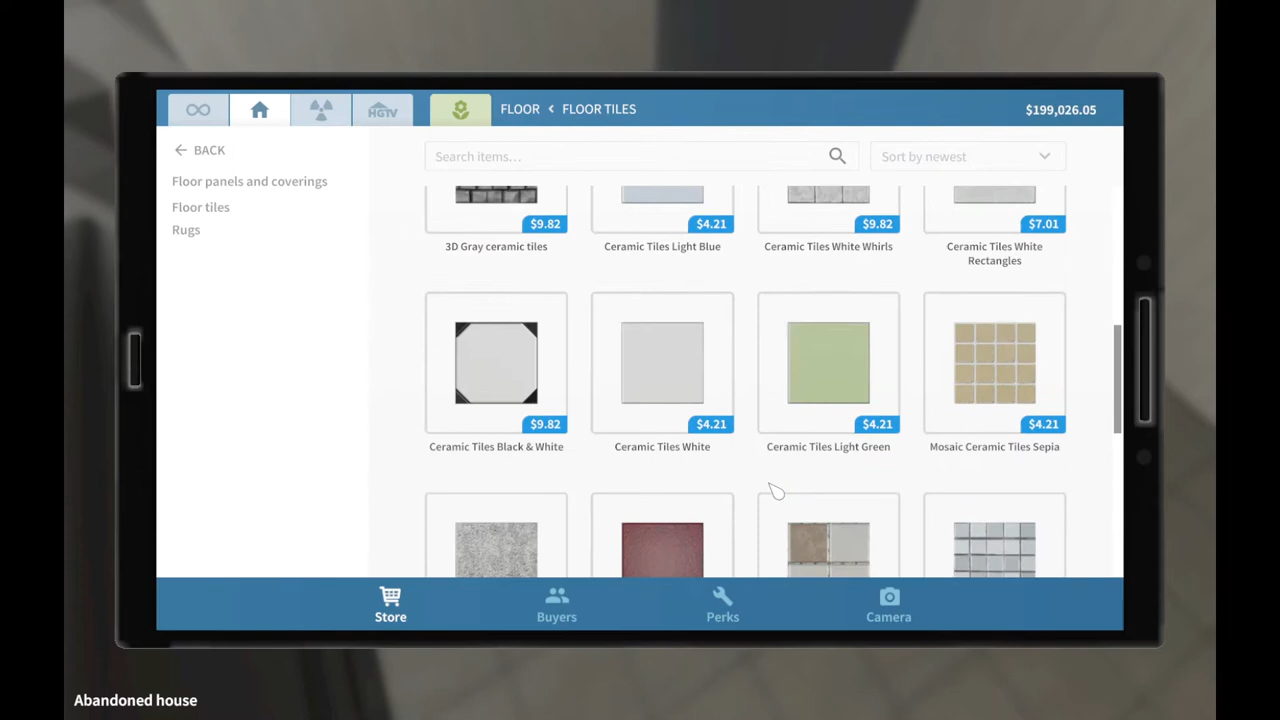 HGTV
FLOOR < FLOOR TILES
$199,026.05
BACK
Search items...
Sort by newest
Floor panels and coverings
Floor tiles
Rugs
$9.82
$4.21
$9.82
$7.01
3D Gray ceramic tiles
Ceramic Tiles Light Blue
Ceramic Tiles White Whirls
Ceramic Tiles White
Rectangles
$9.82
$4.21
$4.21
$4.21
Ceramic Tiles Black & White
Ceramic Tiles White
Ceramic Tiles Light Green
Mosaic Ceramic Tiles Sepia
Store
Buyers
Perks
Camera
Abandoned house